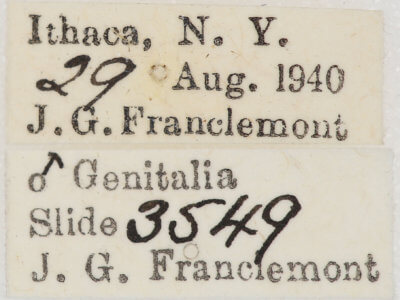 Ithaca, N. Y.
29 Aug. 1940
J. G. Franclemont
♂ Genitalia
Slide 3549
J. G. Franclemont